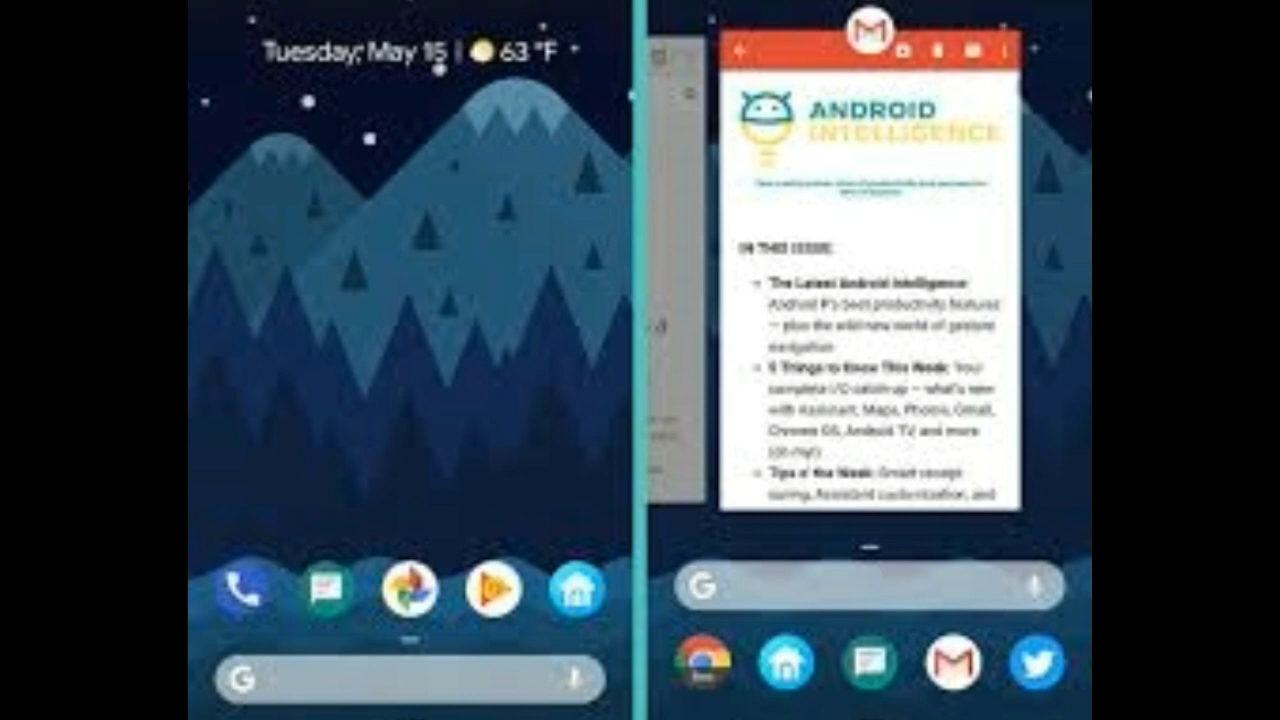 Tuesday, May 15 | 63 °F
ANDROID
INTELLIGENCE
IN THIS ISSUE:
The Latest Android Intelligence:
Android P's best productivity features
— plus the wild new world of gesture
navigation
5 Things to Know This Week: Your
complete I/O catch-up — what's new
with Assistant, Maps, Photos, Gmail,
Chrome OS, Android TV, and more
(oh my!)
Tips o' the Week: Smart receipt
saving, Assistant customization, and
G
G